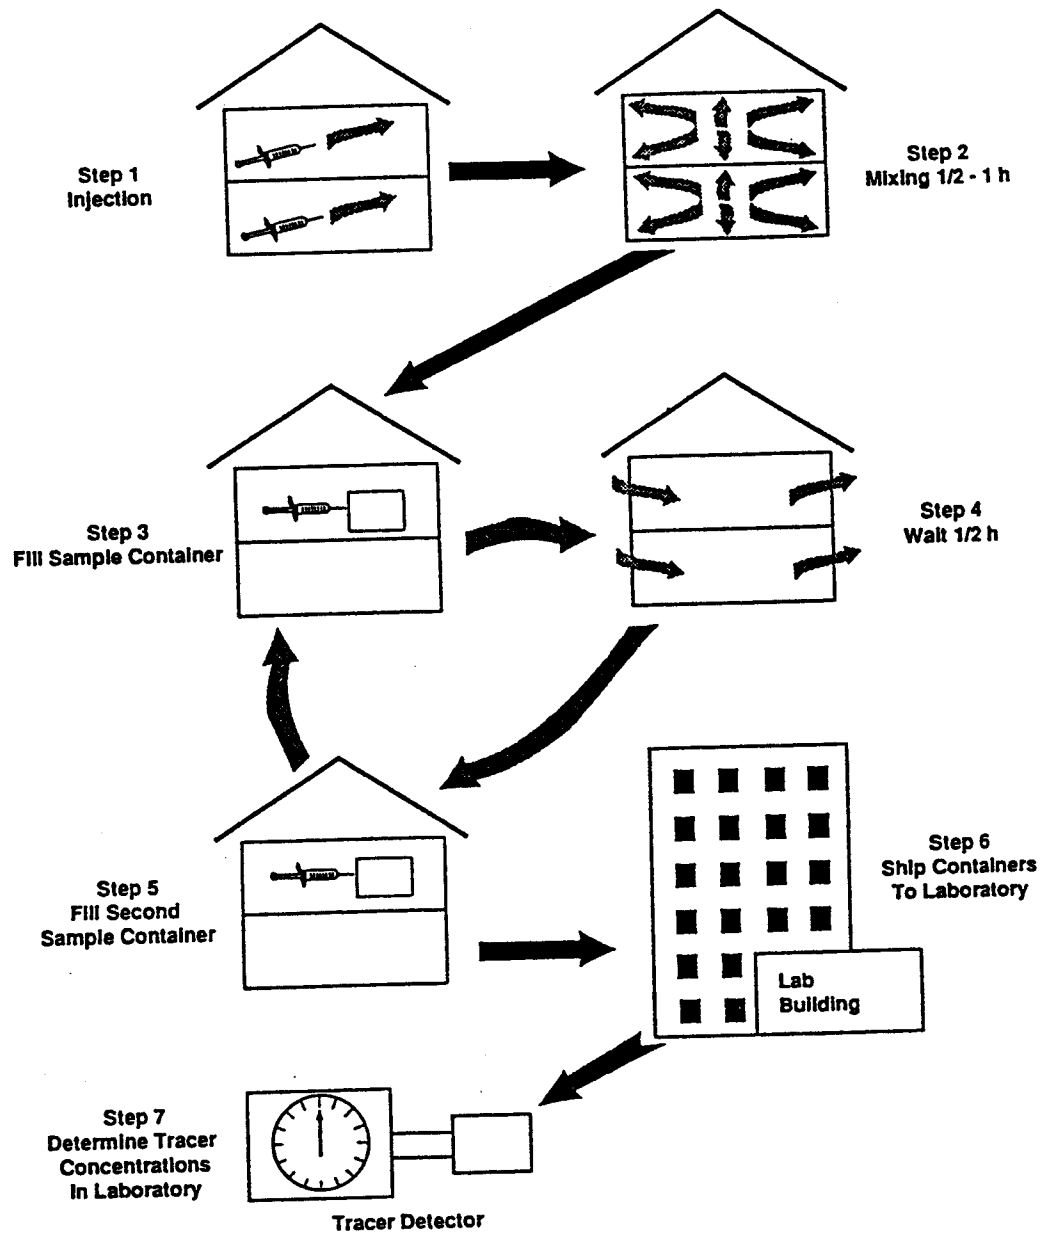 Step 1
Injection
Step 2
Mixing 1/2 - 1 h
Step 3
Fill Sample Container
Step 4
Wait 1/2 h
Step 5
Fill Second
Sample Container
Step 6
Ship Containers
To Laboratory
Lab
Building
Step 7
Determine Tracer
Concentrations
In Laboratory
Tracer Detector